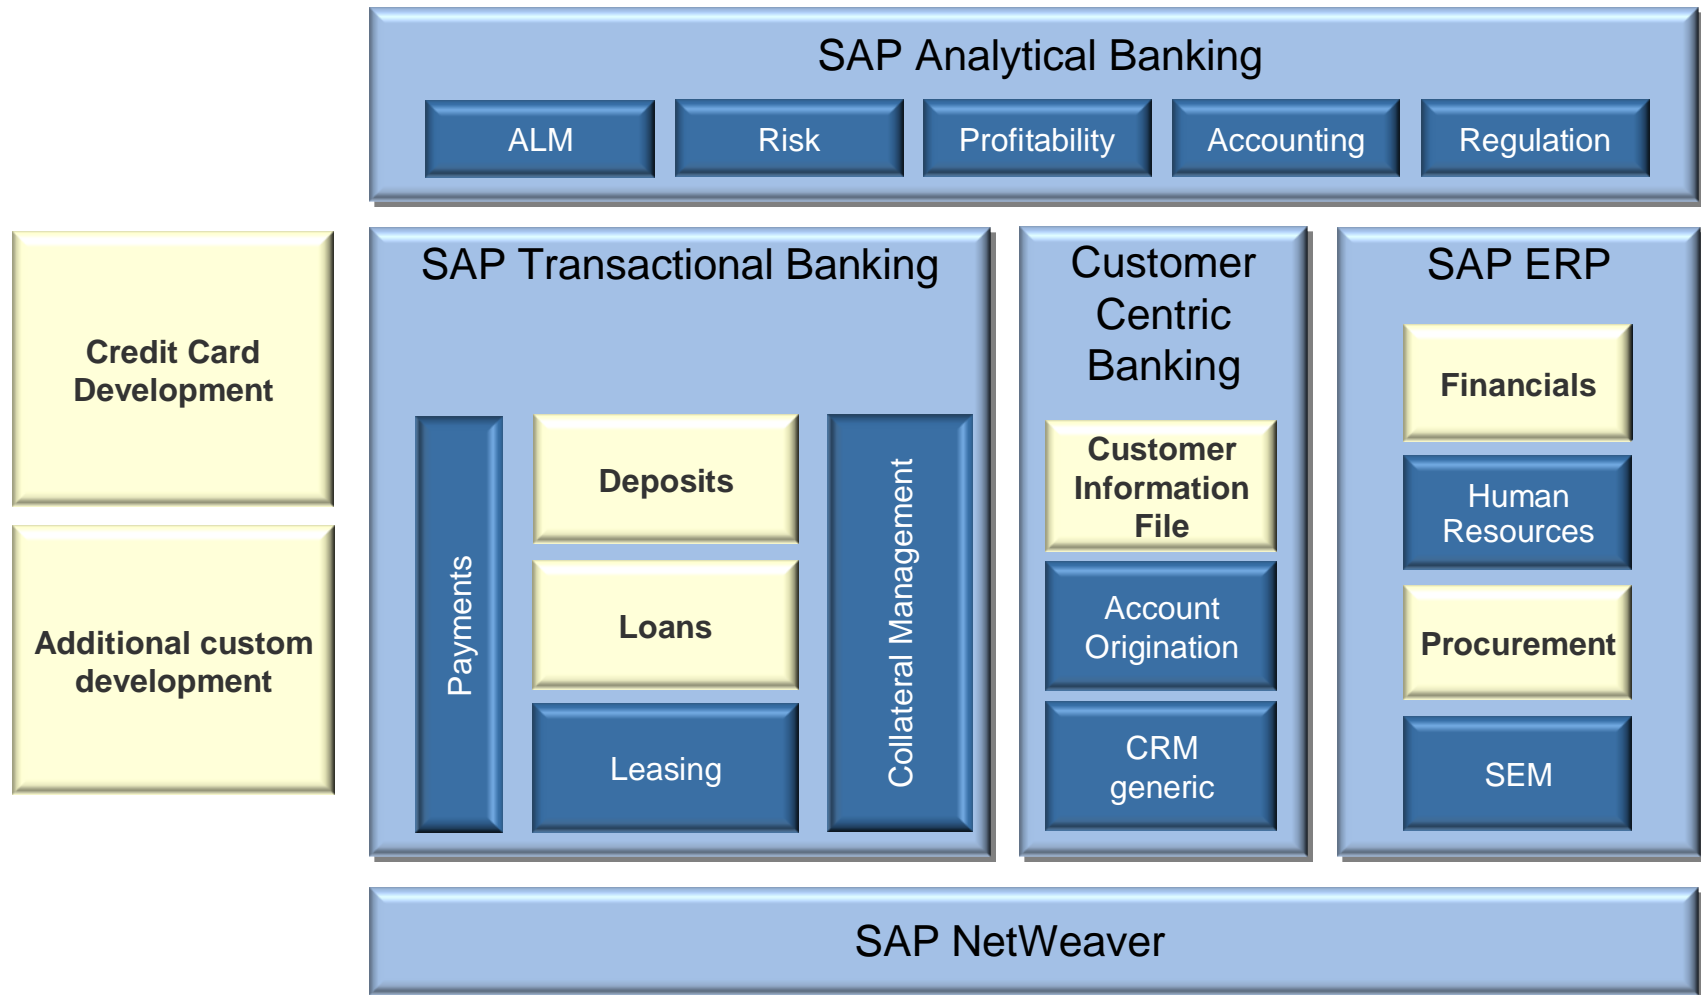 SAP Analytical Banking
ALM
Risk
Profitability
Accounting
Regulation
Credit Card
Development
Additional custom
development
SAP Transactional Banking
Payments
Deposits
Loans
Leasing
Collateral Management
Customer
Centric
Banking
Customer
Information
File
Account
Origination
CRM
generic
SAP ERP
Financials
Human
Resources
Procurement
SEM
SAP NetWeaver